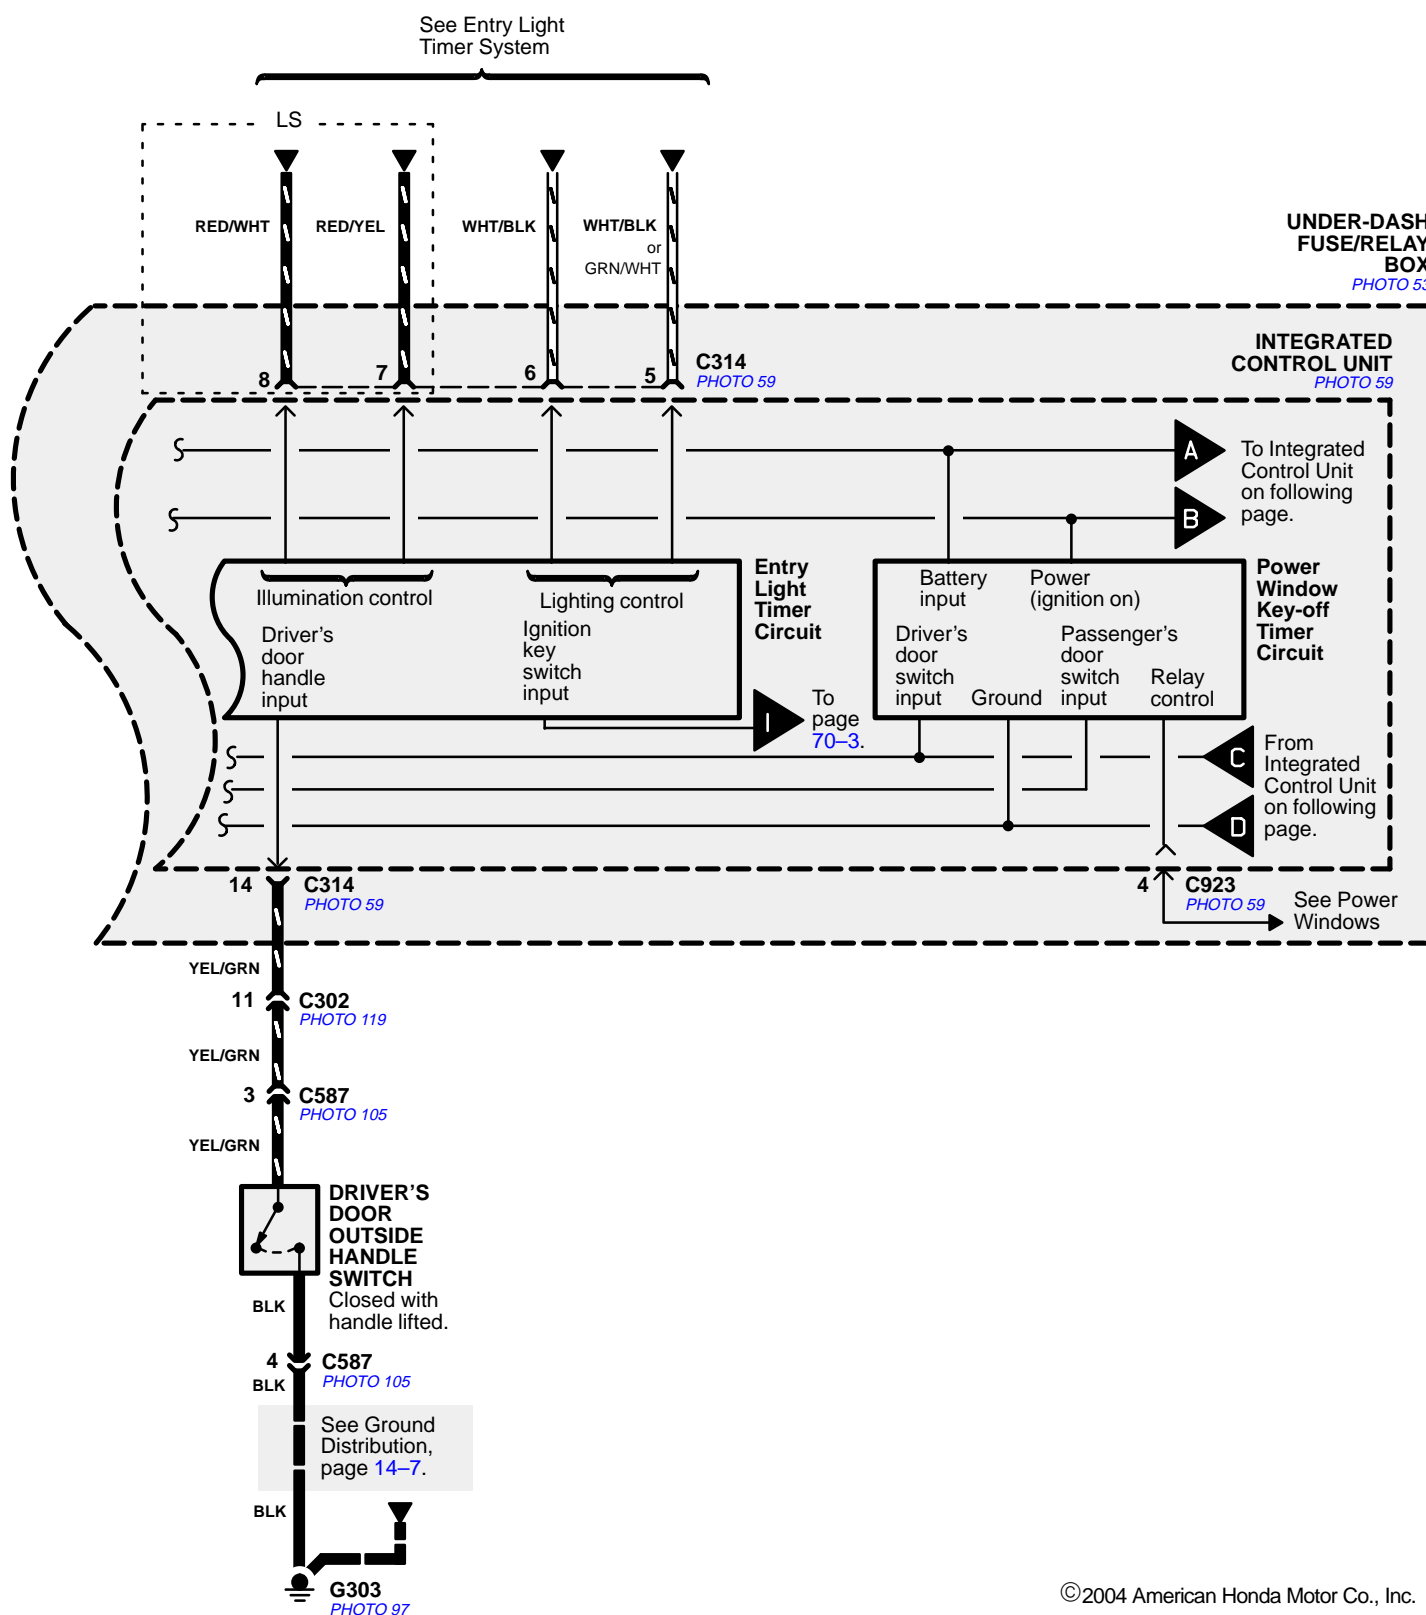 See Entry Light
Timer System
LS
RED/WHT
RED/YEL
WHT/BLK
WHT/BLK
or
GRN/WHT
UNDER-DASH
FUSE/RELAY
BOX
PHOTO 53
8
7
6
5
C314
PHOTO 59
INTEGRATED
CONTROL UNIT
PHOTO 59
A
To Integrated
Control Unit
on following
page.
B
Illumination control
Lighting control
Driver's
door
handle
input
Ignition
key
switch
input
Entry
Light
Timer
Circuit
Battery
input
Power
(ignition on)
Driver's
door
switch
input
Ground
Passenger's
door
switch
input
Relay
control
Power
Window
Key-off
Timer
Circuit
I
To
page
70–3.
C
From
Integrated
Control Unit
on following
page.
D
14
C314
PHOTO 59
4
C923
PHOTO 59
See Power
Windows
YEL/GRN
11
C302
PHOTO 119
YEL/GRN
3
C587
PHOTO 105
YEL/GRN
DRIVER'S
DOOR
OUTSIDE
HANDLE
SWITCH
Closed with
handle lifted.
BLK
4
C587
PHOTO 105
BLK
See Ground
Distribution,
page 14–7.
BLK
G303
PHOTO 97
©2004 American Honda Motor Co., Inc.